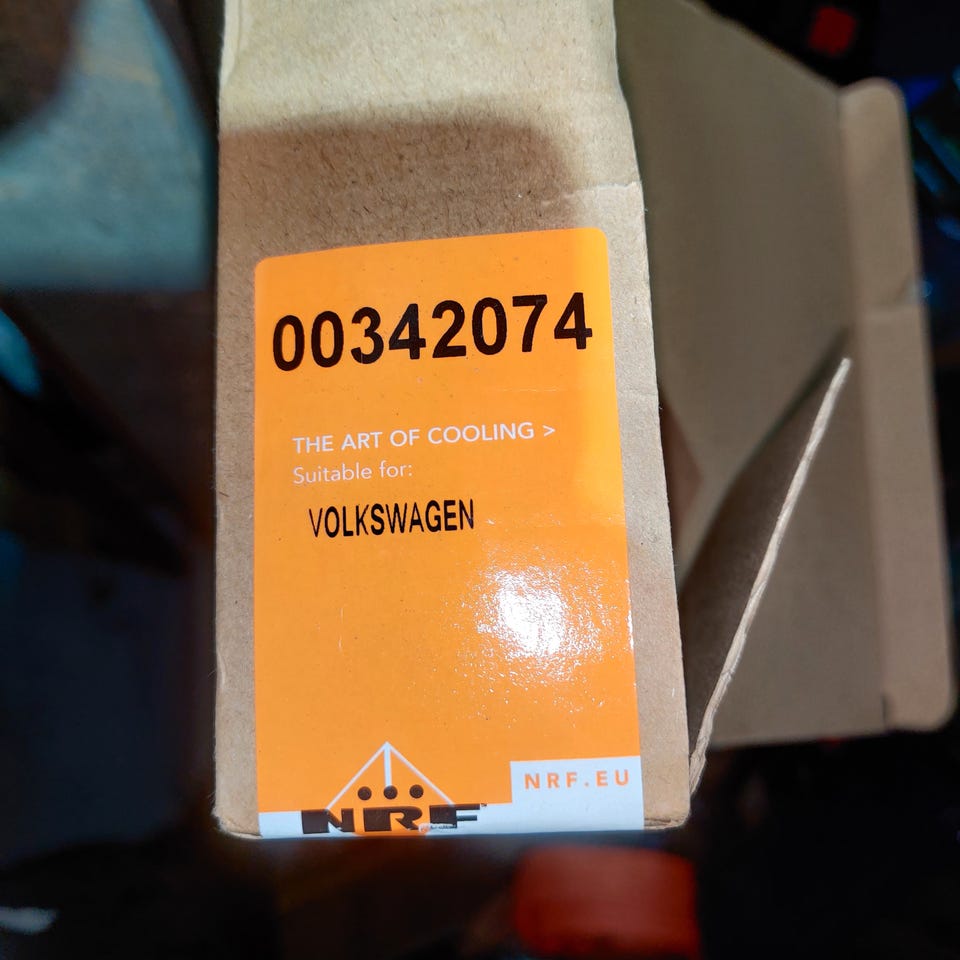 00342074
THE ART OF COOLING >
Suitable for:
VOLKSWAGEN
NRF.EU
NRF